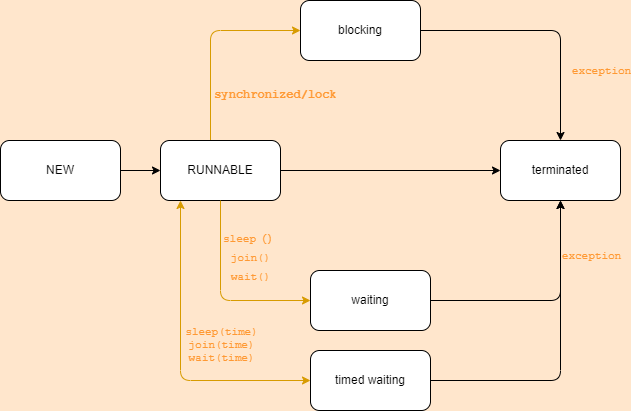 blocking
exception
synchronized/lock
NEW
RUNNABLE
terminated
sleep ()
join()
wait()
exception
waiting
sleep(time)
join(time)
wait(time)
timed waiting